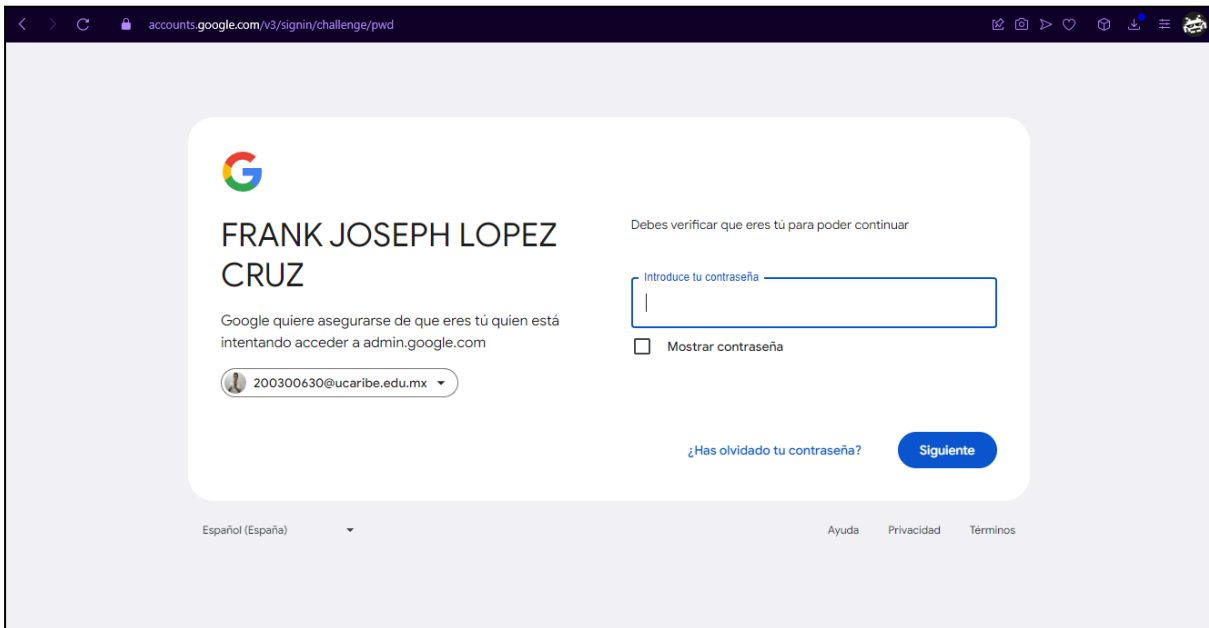 accounts.google.com/v3/signin/challenge/pwd
FRANK JOSEPH LOPEZ
CRUZ
Google quiere asegurarse de que eres tú quien está
intentando acceder a admin.google.com
200300630@ucaribe.edu.mx
Debes verificar que eres tú para poder continuar
Introduce tu contraseña
Mostrar contraseña
¿Has olvidado tu contraseña?
Siguiente
Español (España)
Ayuda
Privacidad
Términos